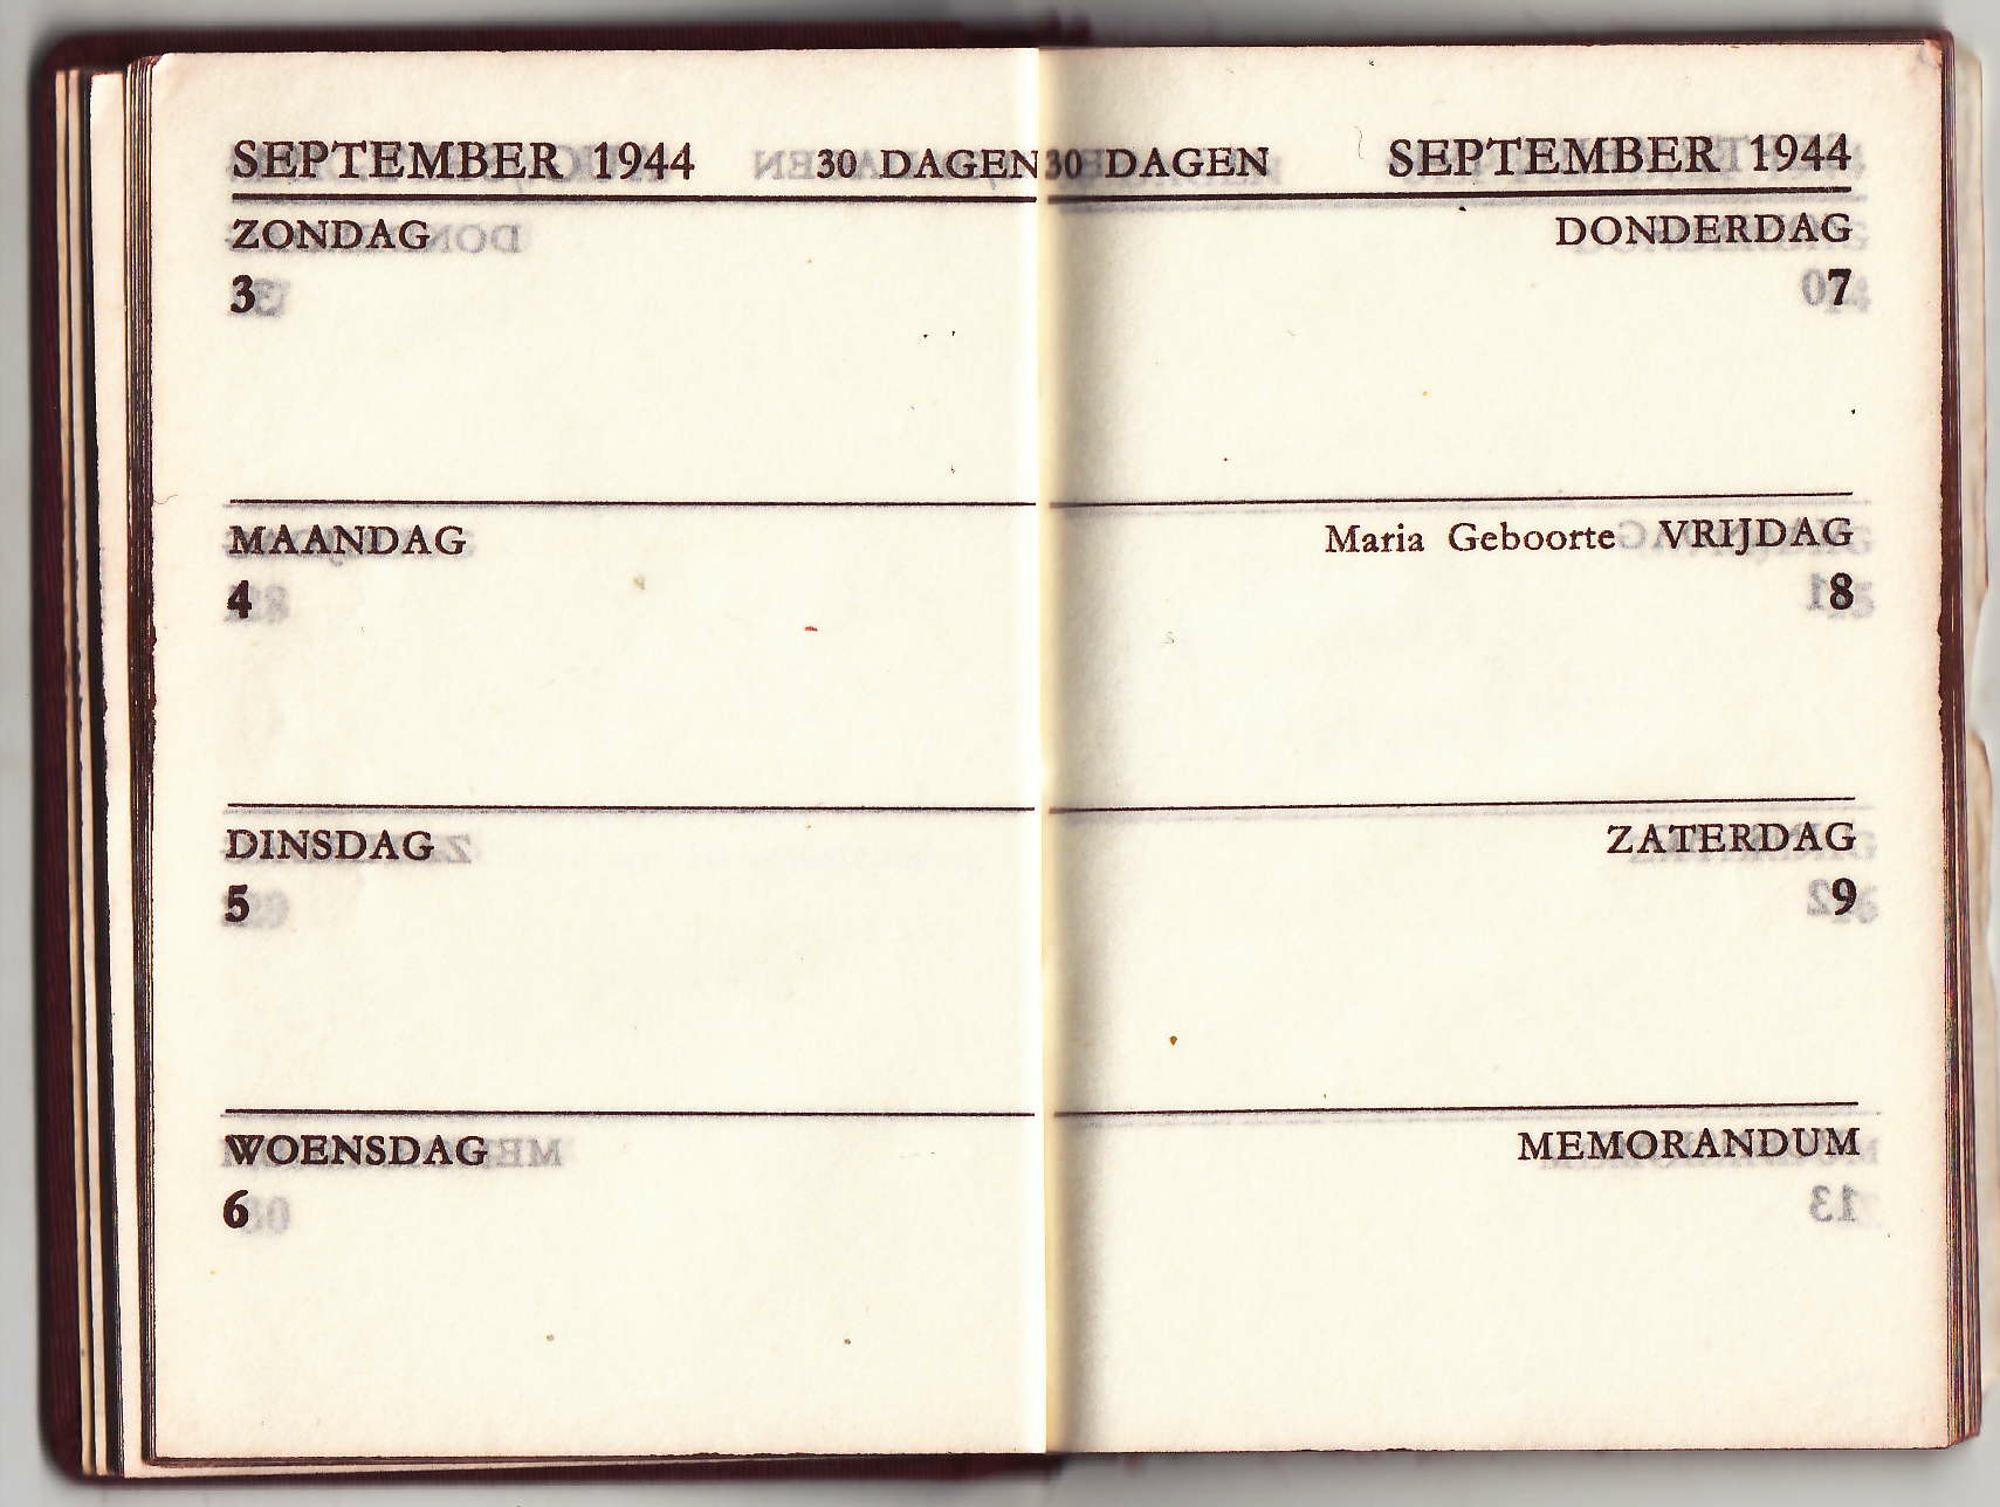 SEPTEMBER 1944 30 DAGEN
ZONDAG
3
MAANDAG
4
DINSDAG
5
WOENSDAG
6
30 DAGEN SEPTEMBER 1944
DONDERDAG
7
Maria Geboorte VRIJDAG
8
ZATERDAG
9
MEMORANDUM